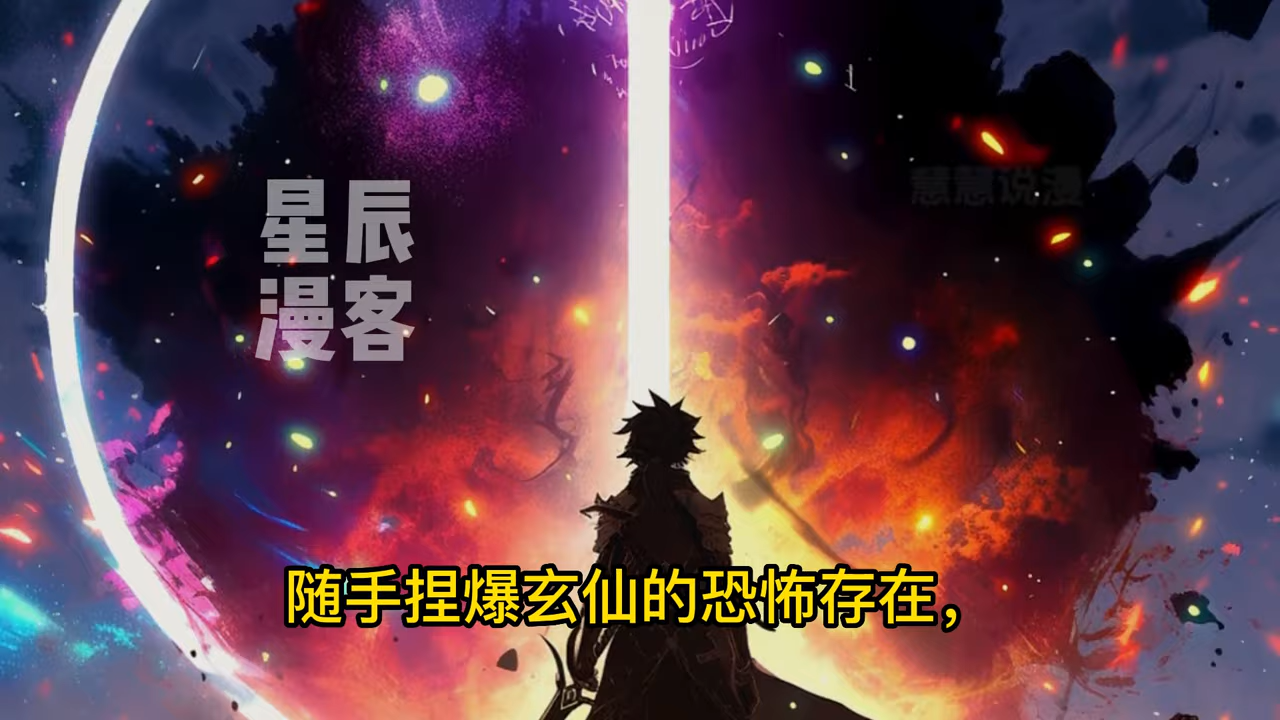 星辰
漫客
慧慧说漫
随手捏爆玄仙的恐怖存在，